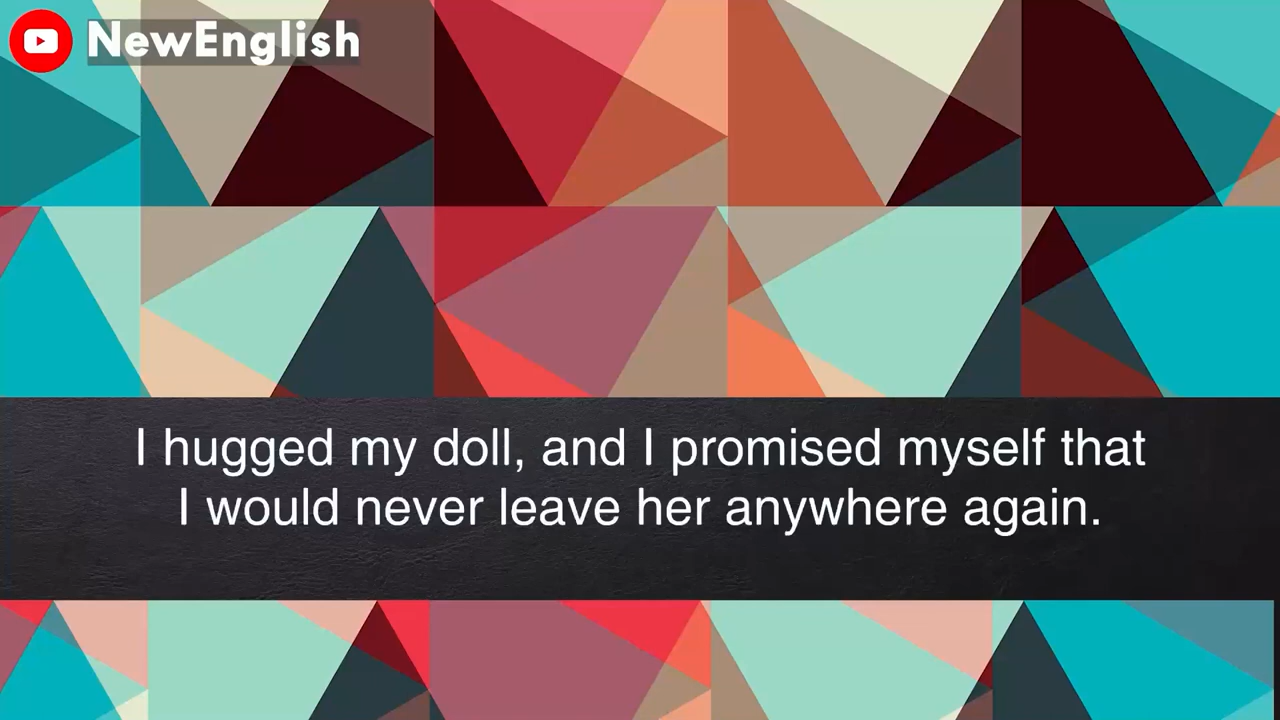 NewEnglish
I hugged my doll, and I promised myself that
I would never leave her anywhere again.